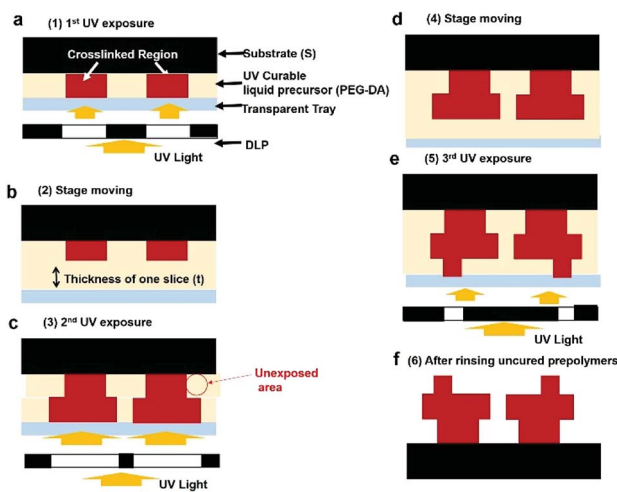 a
(1) 1st UV exposure
Crosslinked Region
Substrate (S)
UV Curable
liquid precursor (PEG-DA)
Transparent Tray
DLP
UV Light
b
(2) Stage moving
Thickness of one slice (t)
c
(3) 2nd UV exposure
Unexposed
area
UV Light
d
(4) Stage moving
e
(5) 3rd UV exposure
UV Light
f
(6) After rinsing uncured prepolymers